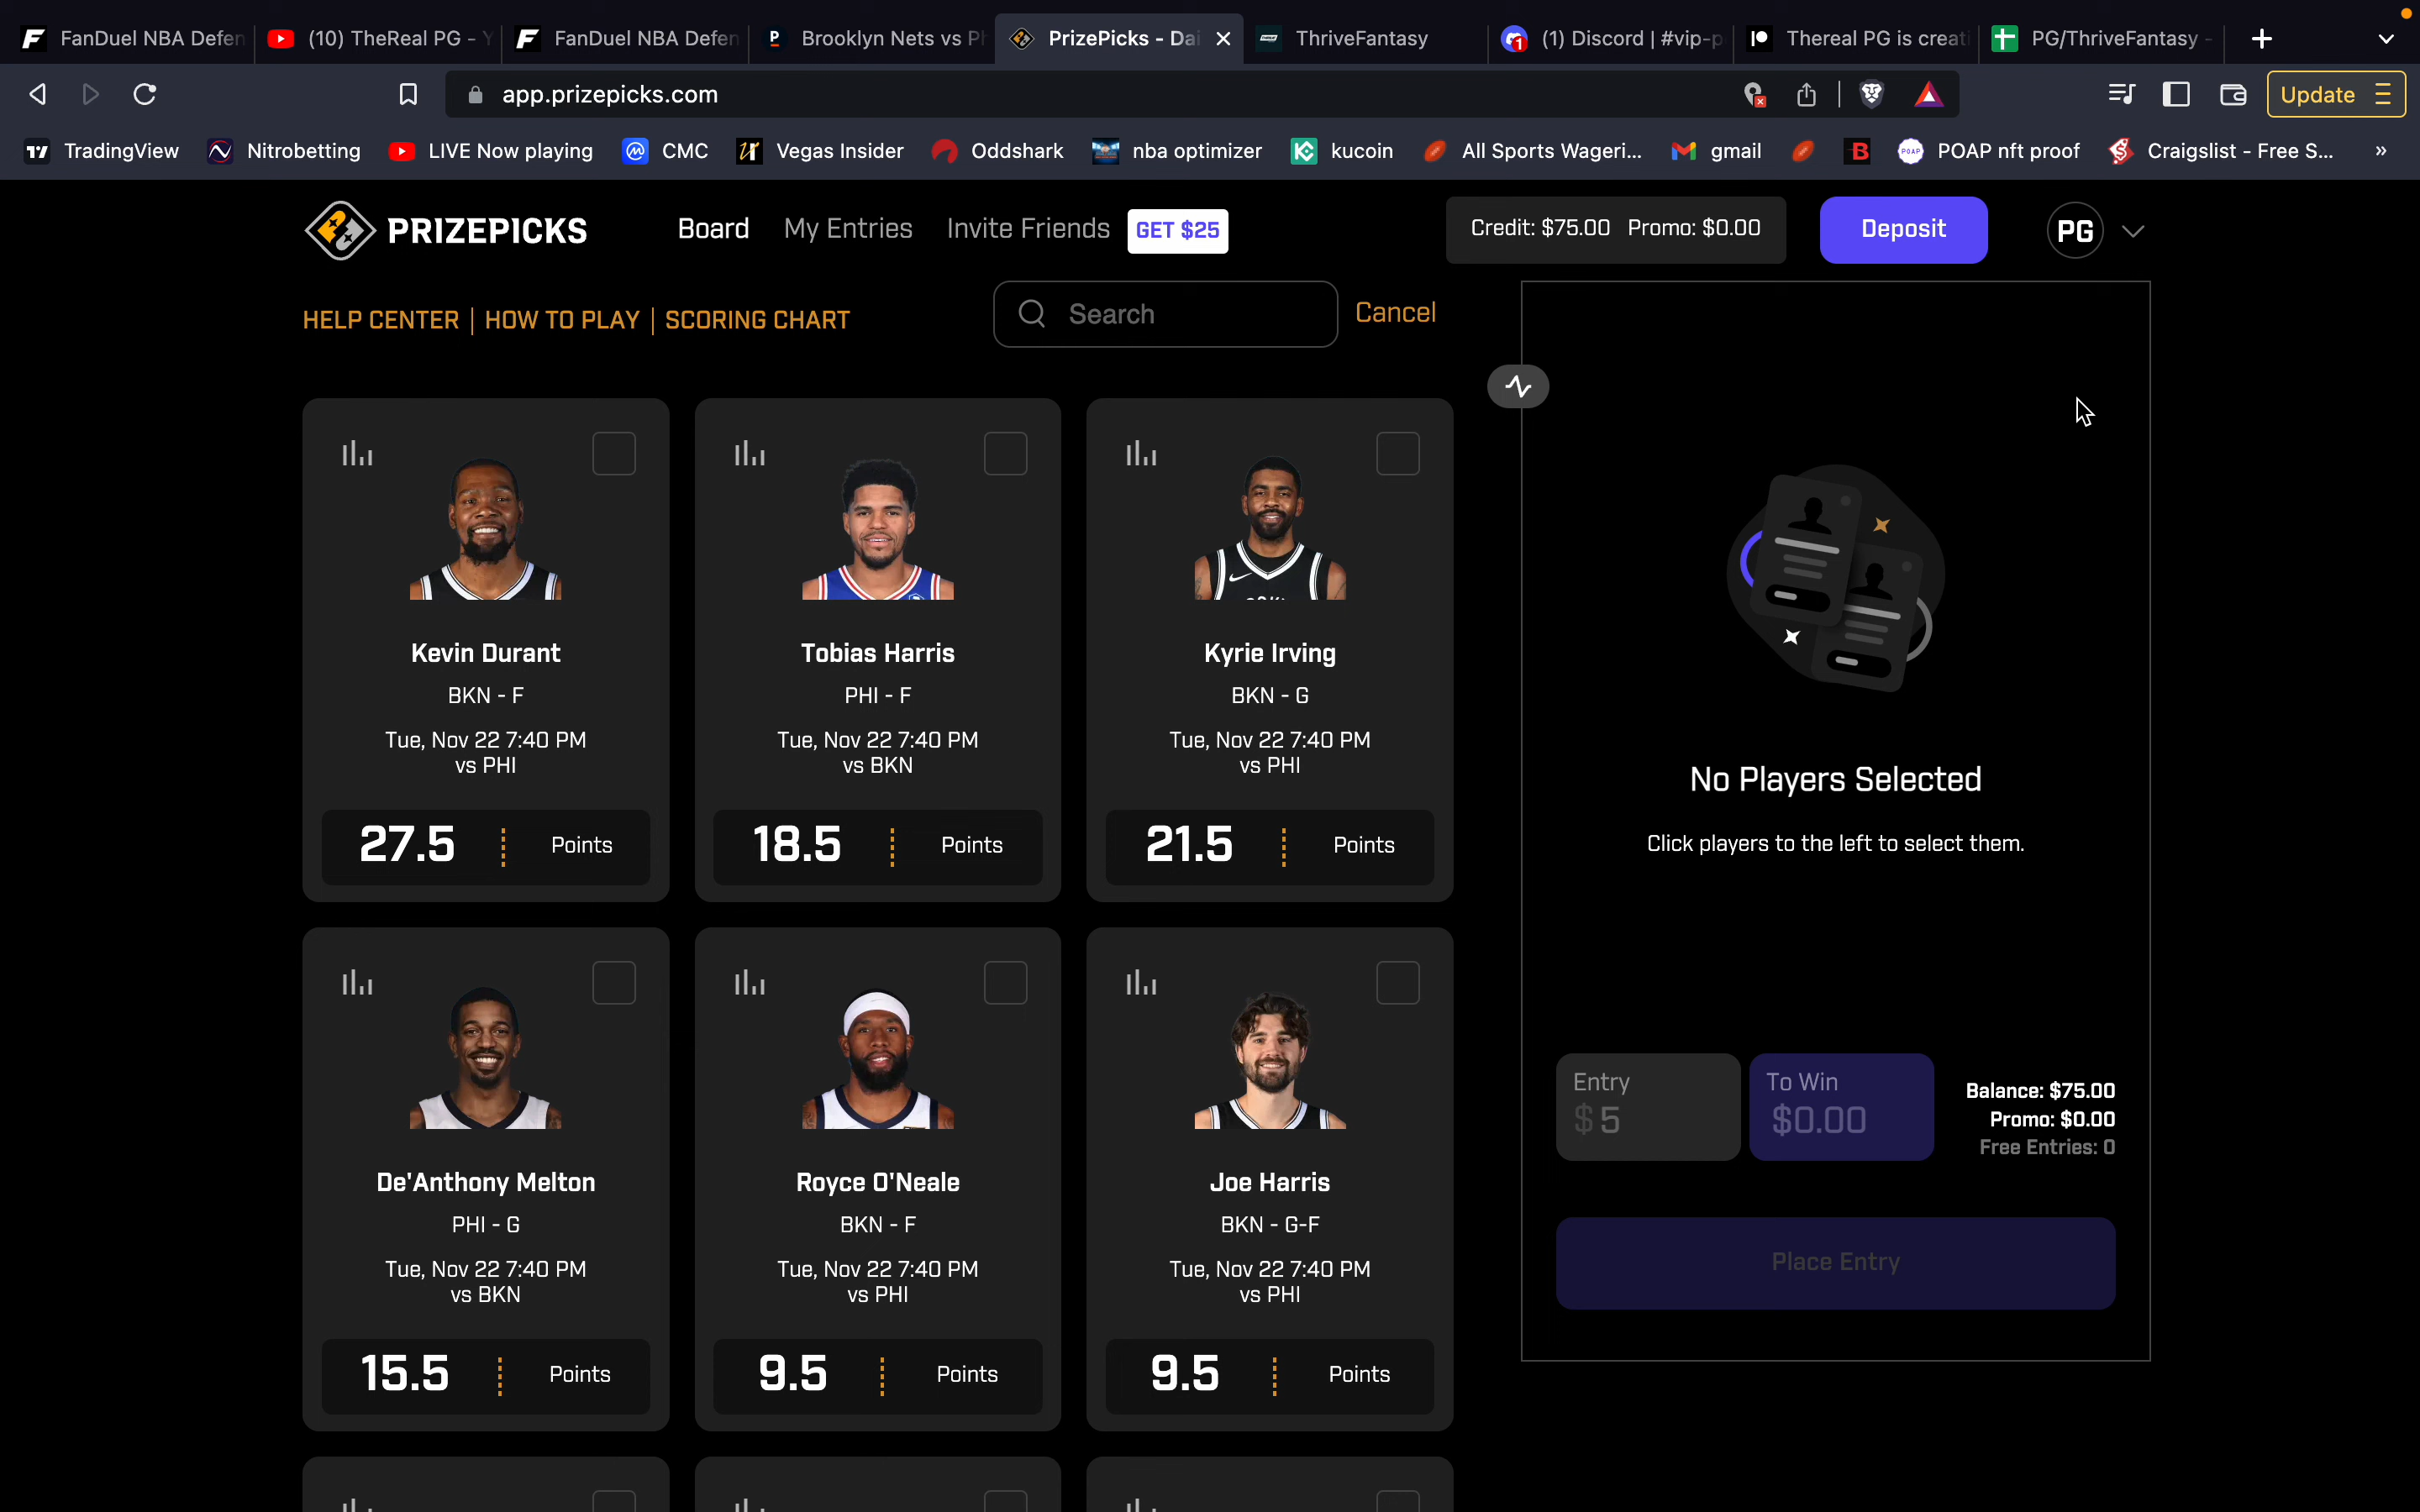 FanDuel NBA Defen
(10) TheReal PG - Y
FanDuel NBA Defen
Brooklyn Nets vs Ph
PrizePicks - Dai
ThriveFantasy
(1) Discord | #vip-p
Thereal PG is creati
PG/ThriveFantasy -
app.prizepicks.com
Update
TradingView
Nitrobetting
LIVE Now playing
CMC
Vegas Insider
Oddshark
nba optimizer
kucoin
All Sports Wageri...
gmail
POAP nft proof
Craigslist - Free S...
»
PRIZEPICKS
Board
My Entries
Invite Friends
GET $25
Credit: $75.00 Promo: $0.00
Deposit
PG
HELP CENTER | HOW TO PLAY | SCORING CHART
Search
Cancel
Kevin Durant
BKN - F
Tue, Nov 22 7:40 PM
vs PHI
27.5
Points
Tobias Harris
PHI - F
Tue, Nov 22 7:40 PM
vs BKN
18.5
Points
Kyrie Irving
BKN - G
Tue, Nov 22 7:40 PM
vs PHI
21.5
Points
De'Anthony Melton
PHI - G
Tue, Nov 22 7:40 PM
vs BKN
15.5
Points
Royce O'Neale
BKN - F
Tue, Nov 22 7:40 PM
vs PHI
9.5
Points
Joe Harris
BKN - G-F
Tue, Nov 22 7:40 PM
vs PHI
9.5
Points
No Players Selected
Click players to the left to select them.
Entry
$ 5
To Win
$0.00
Balance: $75.00
Promo: $0.00
Free Entries: 0
Place Entry